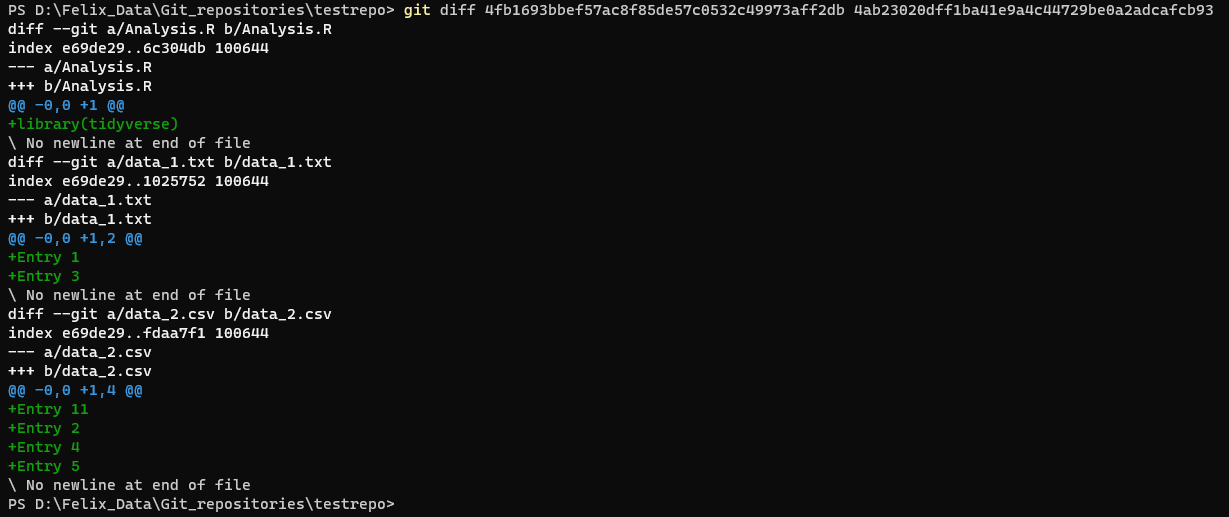 PS D:\Felix_Data\Git_repositories\testrepo> git diff 4fb1693bbef57ac8f85de57c0532c49973aff2db 4ab23020dff1ba41e9a4c44729be0a2adcafcb93
diff --git a/Analysis.R b/Analysis.R
index e69de29..6c304db 100644
--- a/Analysis.R
+++ b/Analysis.R
@@ -0,0 +1 @@
+library(tidyverse)
\ No newline at end of file
diff --git a/data_1.txt b/data_1.txt
index e69de29..1025752 100644
--- a/data_1.txt
+++ b/data_1.txt
@@ -0,0 +1,2 @@
+Entry 1
+Entry 3
\ No newline at end of file
diff --git a/data_2.csv b/data_2.csv
index e69de29..fdaa7f1 100644
--- a/data_2.csv
+++ b/data_2.csv
@@ -0,0 +1,4 @@
+Entry 11
+Entry 2
+Entry 4
+Entry 5
\ No newline at end of file
PS D:\Felix_Data\Git_repositories\testrepo>